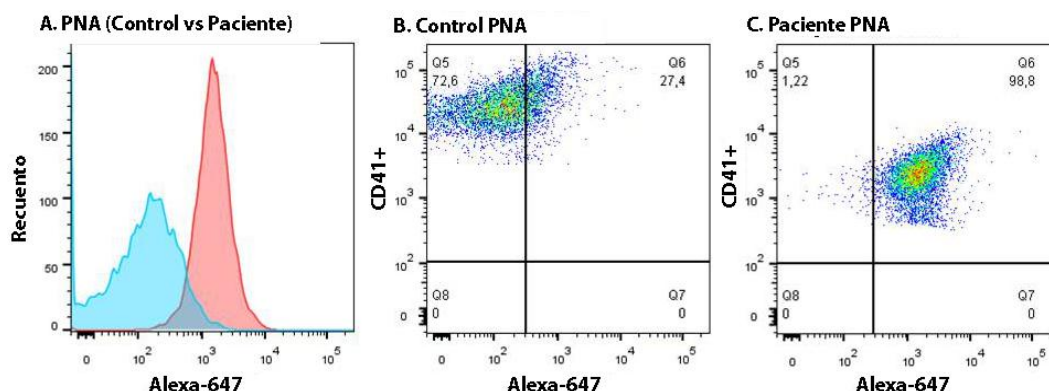 A. PNA (Control vs Paciente)
Recuento
200
150
100
50
0
0 10² 10³ 10⁴ 10⁵
Alexa-647
B. Control PNA
CD41+
10⁵
10⁴
10³
10²
0
Q5
72,6
Q6
27,4
Q8
0
Q7
0
0 10² 10³ 10⁴ 10⁵
Alexa-647
C. Paciente PNA
CD41+
10⁵
10⁴
10³
10²
0
Q5
1,22
Q6
98,8
Q8
0
Q7
0
0 10² 10³ 10⁴ 10⁵
Alexa-647